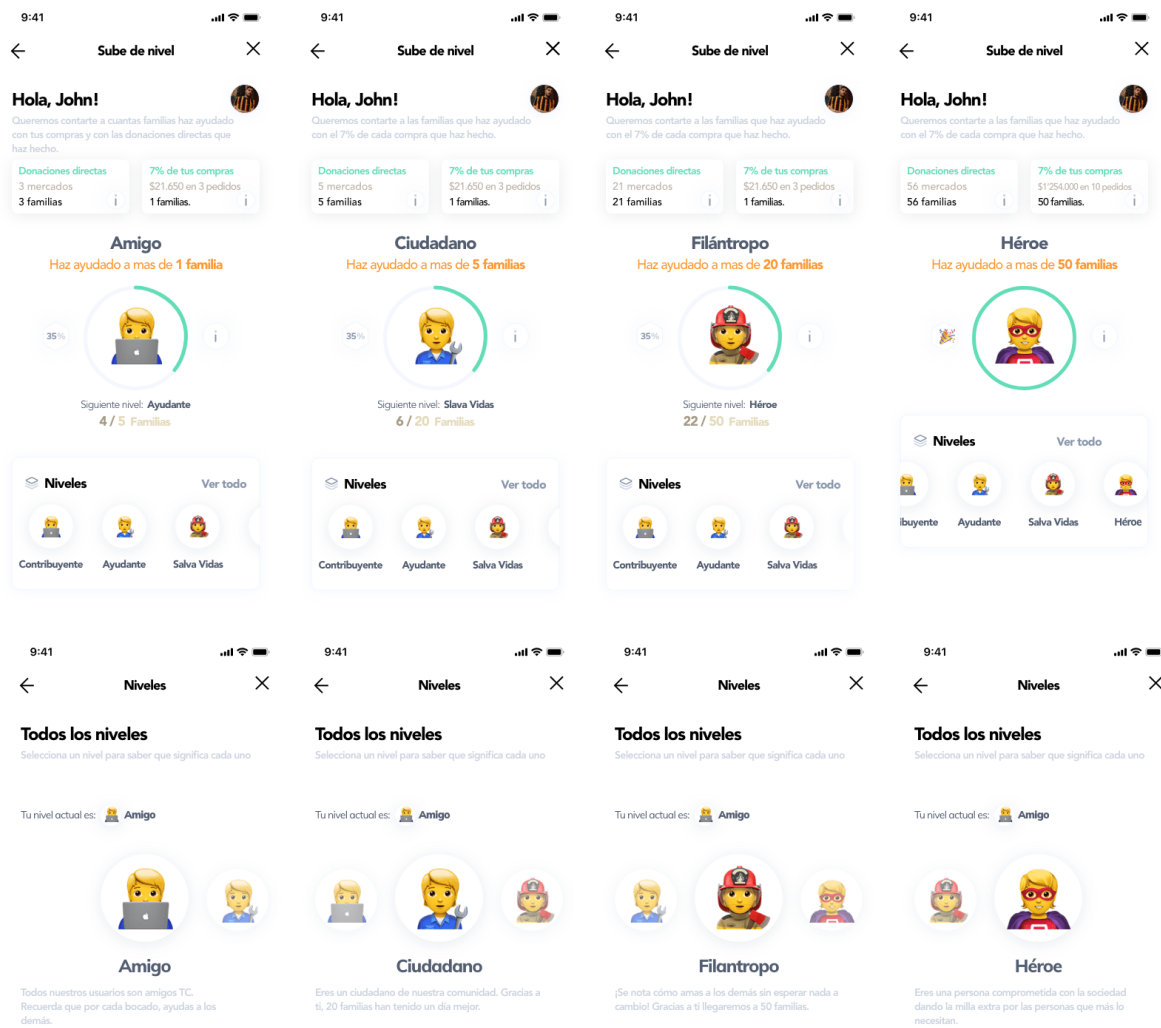 9:41
Sube de nivel
Hola, John!
Queremos contarte a cuantas familias haz ayudado
con tus compras y con las donaciones directas que
haz hecho.
Donaciones directas
3 mercados
3 familias
i
7% de tus compras
$21.650 en 3 pedidos
1 familias.
i
Amigo
Haz ayudado a mas de 1 familia
35%
i
Siguiente nivel: Ayudante
4 / 5 Familias
Niveles
Ver todo
Contribuyente
Ayudante
Salva Vidas
9:41
Sube de nivel
Hola, John!
Queremos contarte a las familias que haz ayudado
con el 7% de cada compra que haz hecho.
Donaciones directas
5 mercados
5 familias
i
7% de tus compras
$21.650 en 3 pedidos
1 familias.
i
Ciudadano
Haz ayudado a mas de 5 familias
35%
i
Siguiente nivel: Slava Vidas
6 / 20 Familias
Niveles
Ver todo
Contribuyente
Ayudante
Salva Vidas
9:41
Sube de nivel
Hola, John!
Queremos contarte a las familias que haz ayudado
con el 7% de cada compra que haz hecho.
Donaciones directas
21 mercados
21 familias
i
7% de tus compras
$21.650 en 3 pedidos
1 familias.
i
Filántropo
Haz ayudado a mas de 20 familias
35%
i
Siguiente nivel: Héroe
22 / 50 Familias
Niveles
Ver todo
Contribuyente
Ayudante
Salva Vidas
9:41
Sube de nivel
Hola, John!
Queremos contarte a las familias que haz ayudado
con el 7% de cada compra que haz hecho.
Donaciones directas
56 mercados
56 familias
i
7% de tus compras
$1'254.000 en 10 pedidos
50 familias.
i
Héroe
Haz ayudado a mas de 50 familias
i
Niveles
Ver todo
ibuyente
Ayudante
Salva Vidas
Héroe
9:41
Niveles
Todos los niveles
Selecciona un nivel para saber que significa cada uno
Tu nivel actual es: Amigo
Amigo
Todos nuestros usuarios son amigos TC.
Recuerda que por cada bocado, ayudas a los
demás.
9:41
Niveles
Todos los niveles
Selecciona un nivel para saber que significa cada uno
Tu nivel actual es: Amigo
Ciudadano
Eres un ciudadano de nuestra comunidad. Gracias a
ti, 20 familias han tenido un día mejor.
9:41
Niveles
Todos los niveles
Selecciona un nivel para saber que significa cada uno
Tu nivel actual es: Amigo
Filantropo
¡Se nota cómo amas a los demás sin esperar nada a
cambio! Gracias a ti llegaremos a 50 familias.
9:41
Niveles
Todos los niveles
Selecciona un nivel para saber que significa cada uno
Tu nivel actual es: Amigo
Héroe
Eres una persona comprometida con la sociedad
dando la milla extra por las personas que más lo
necesitan.